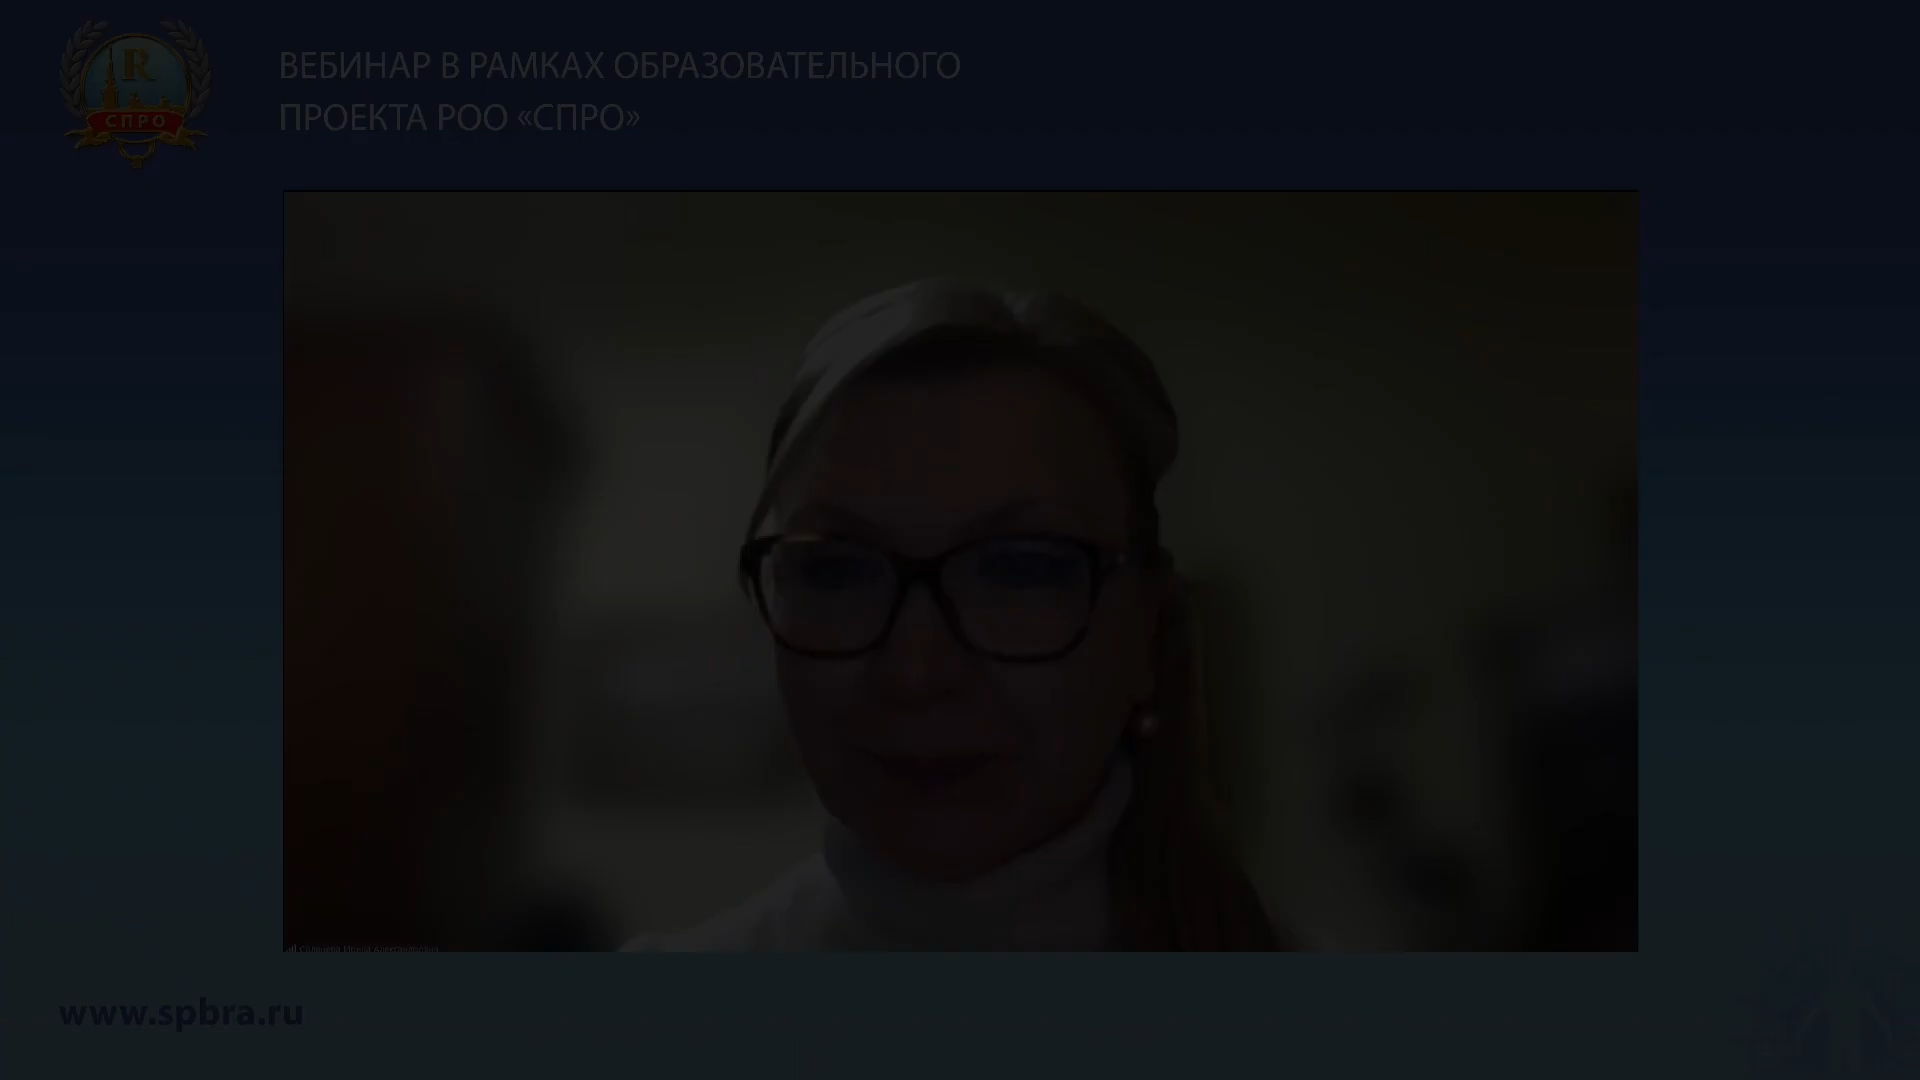 R
СПРО
ВЕБИНАР В РАМКАХ ОБРАЗОВАТЕЛЬНОГО
ПРОЕКТА РОО «СПРО»
www.spbra.ru